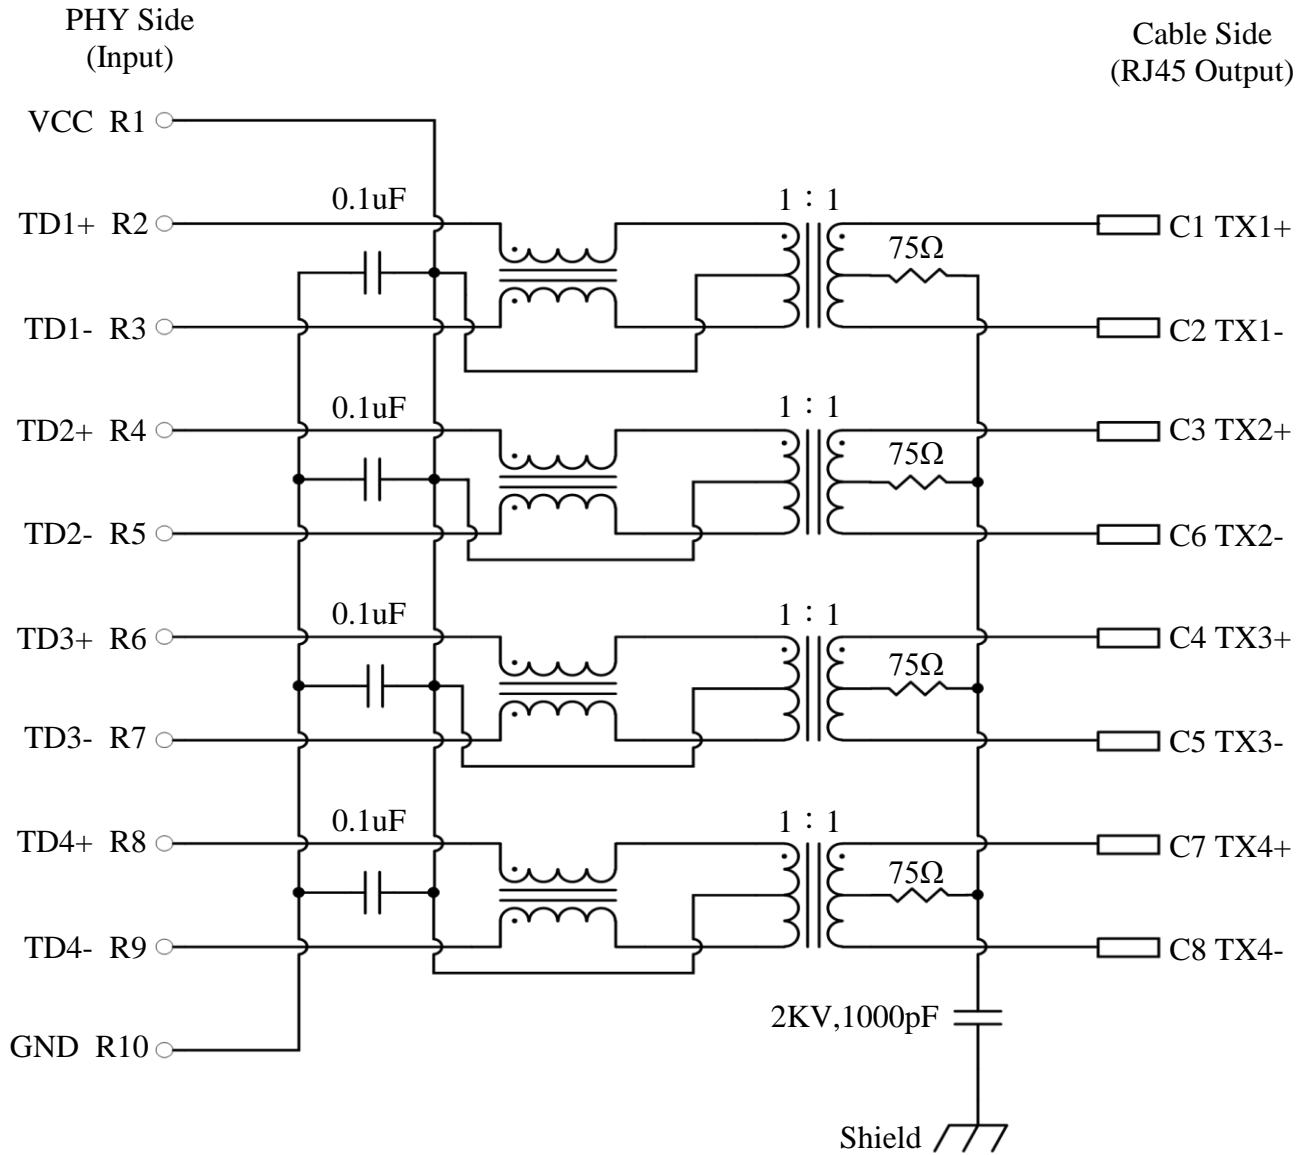 PHY Side
(Input)
Cable Side
(RJ45 Output)
VCC R1
0.1uF
1 : 1
TD1+ R2
C1 TX1+
75Ω
TD1- R3
C2 TX1-
0.1uF
1 : 1
TD2+ R4
C3 TX2+
75Ω
TD2- R5
C6 TX2-
0.1uF
1 : 1
TD3+ R6
C4 TX3+
75Ω
TD3- R7
C5 TX3-
0.1uF
1 : 1
TD4+ R8
C7 TX4+
75Ω
TD4- R9
C8 TX4-
2KV,1000pF
GND R10
Shield